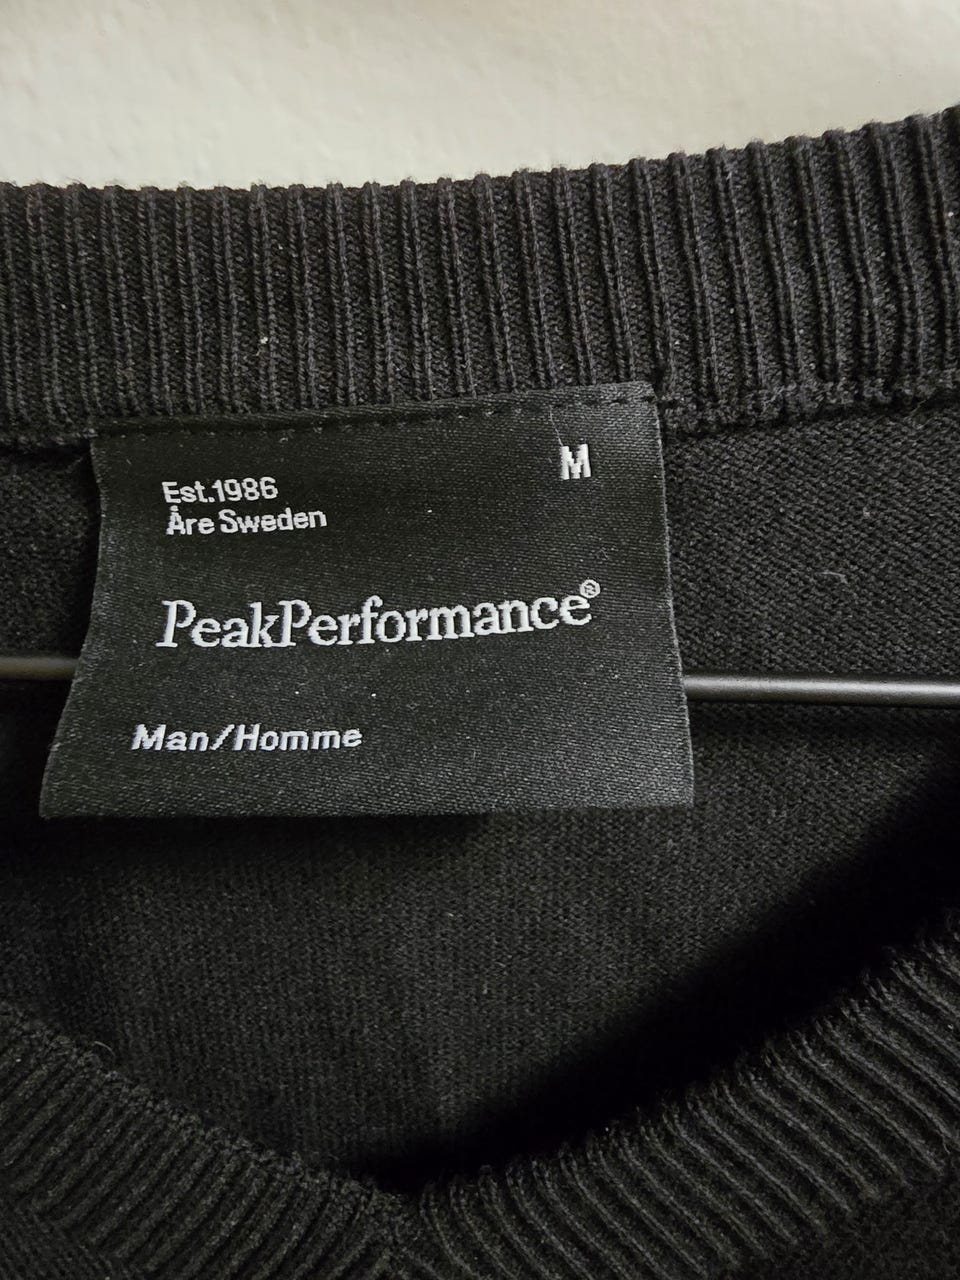 M
Est.1986
Åre Sweden
PeakPerformance®
Man/Homme